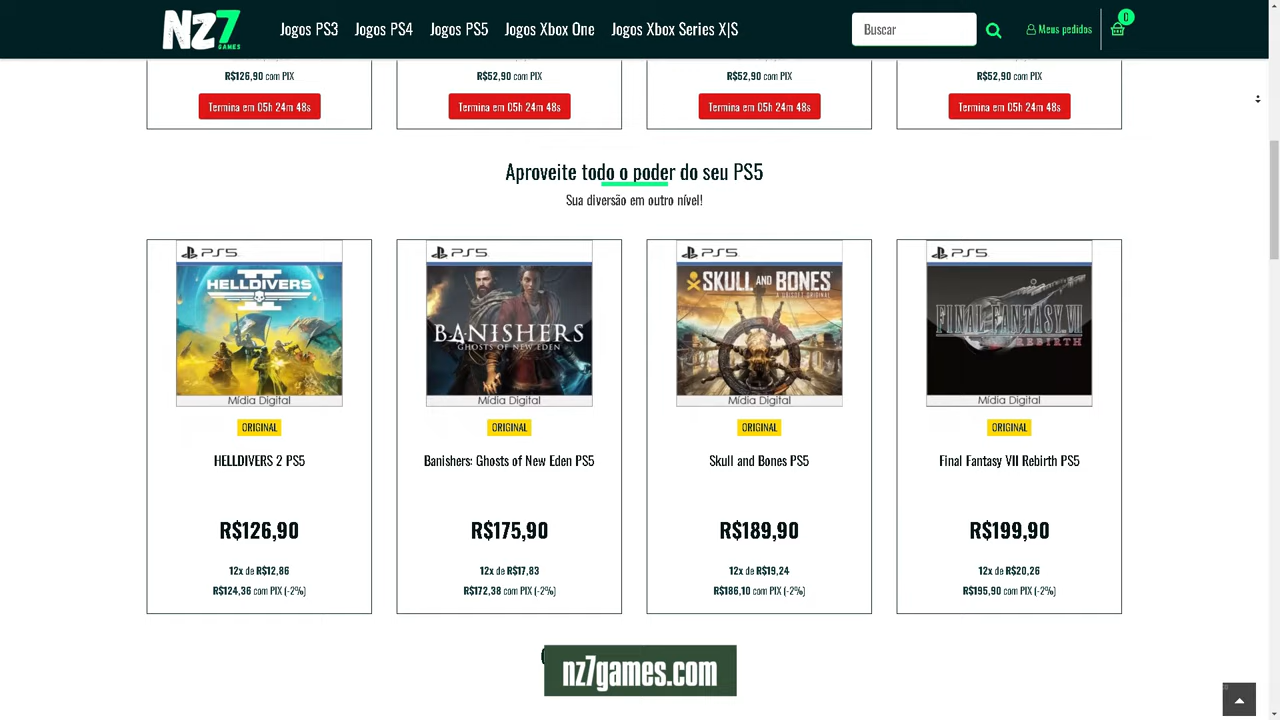 NZ7 GAMES
Jogos PS3 Jogos PS4 Jogos PS5 Jogos Xbox One Jogos Xbox Series X|S
Buscar
Meus pedidos
0
R$126,90 com PIX
R$52,90 com PIX
R$52,90 com PIX
R$52,90 com PIX
Termina em 05h 24m 48s
Termina em 05h 24m 48s
Termina em 05h 24m 48s
Termina em 05h 24m 48s
Aproveite todo o poder do seu PS5
Sua diversão em outro nível!
PS5
HELLDIVERS II
Mídia Digital
ORIGINAL
HELLDIVERS 2 PS5
R$126,90
12x de R$12,86
R$124,36 com PIX (-2%)
PS5
BANISHERS
GHOSTS OF NEW EDEN
Mídia Digital
ORIGINAL
Banishers: Ghosts of New Eden PS5
R$175,90
12x de R$17,83
R$172,38 com PIX (-2%)
PS5
SKULL AND BONES
A UBISOFT ORIGINAL
Mídia Digital
ORIGINAL
Skull and Bones PS5
R$189,90
12x de R$19,24
R$186,10 com PIX (-2%)
PS5
FINAL FANTASY VII
REBIRTH
Mídia Digital
ORIGINAL
Final Fantasy VII Rebirth PS5
R$199,90
12x de R$20,26
R$195,90 com PIX (-2%)
nz7games.com